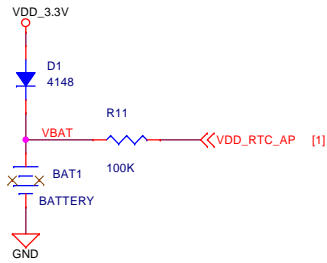 VDD_3.3V
D1
4148
R11
VBAT
VDD_RTC_AP [1]
100K
BAT1
BATTERY
GND